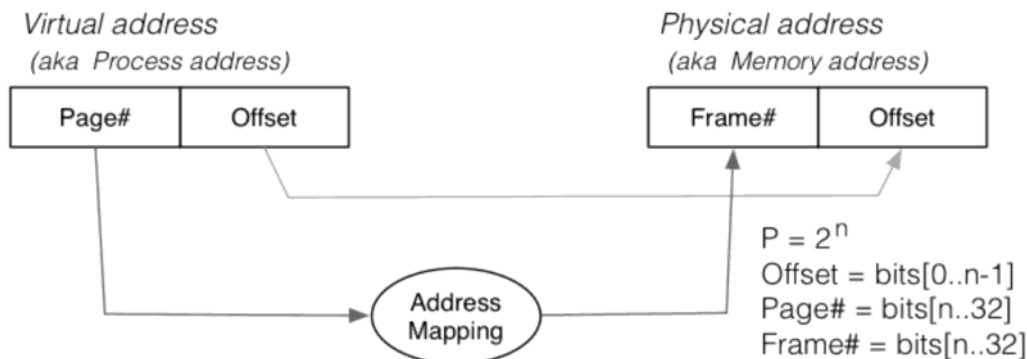 Virtual address
(aka Process address)
Page#
Offset
Physical address
(aka Memory address)
Frame#
Offset
Address
Mapping
P = 2^n
Offset = bits[0..n-1]
Page# = bits[n..32]
Frame# = bits[n..32]